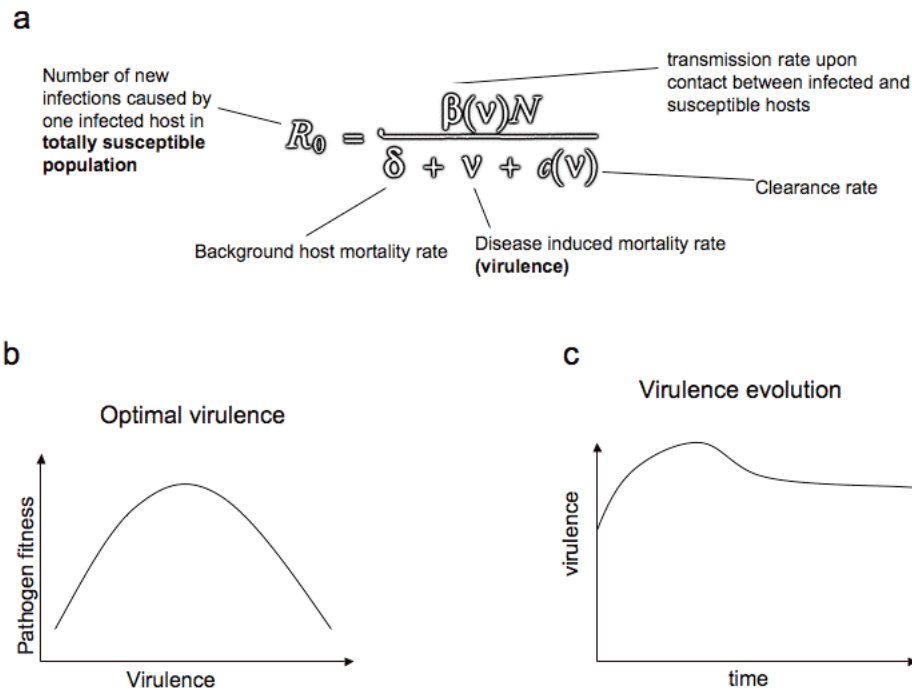 a
Number of new
infections caused by
one infected host in
totally susceptible
population
transmission rate upon
contact between infected and
susceptible hosts
R₀ = β(ν)N / δ + ν + c(ν)
Clearance rate
Background host mortality rate
Disease induced mortality rate
(virulence)
b
Optimal virulence
Pathogen fitness
Virulence
c
Virulence evolution
virulence
time